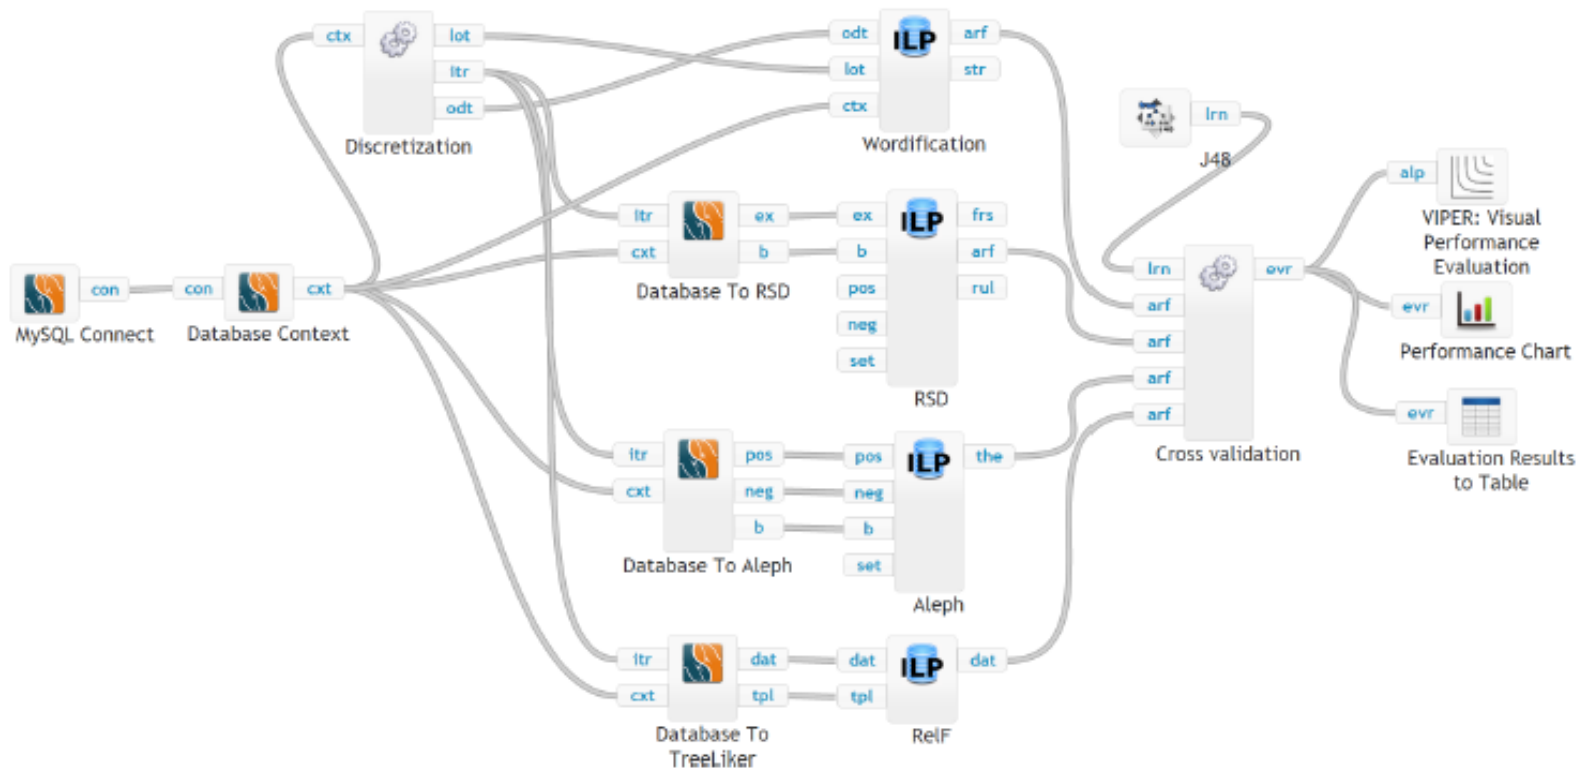 ctx
lot
itr
odt
Discretization
odt
lot
ctx
ILP
arf
str
Wordification
lrn
J48
itr
cxt
ex
b
Database To RSD
ex
b
pos
neg
set
ILP
frs
arf
rul
RSD
con
MySQL Connect
con
cxt
Database Context
itr
cxt
pos
neg
b
Database To Aleph
pos
neg
b
set
ILP
the
Aleph
itr
cxt
dat
tpl
Database To
TreeLiker
dat
tpl
ILP
dat
RelF
lrn
arf
arf
arf
arf
evr
Cross validation
alp
VIPER: Visual
Performance
Evaluation
evr
Performance Chart
evr
Evaluation Results
to Table